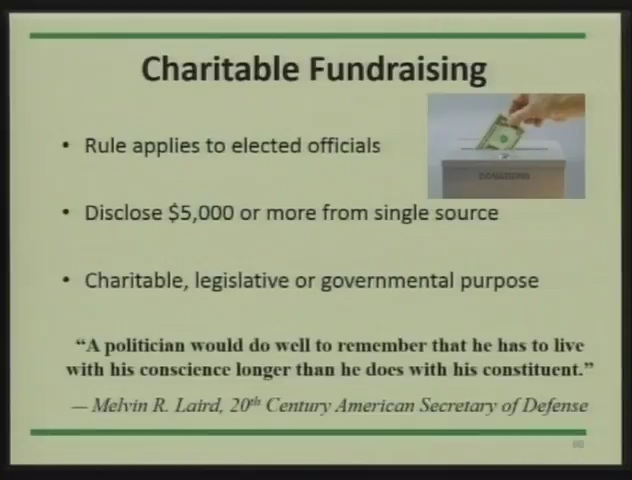 Charitable Fundraising
• Rule applies to elected officials
DONATIONS
• Disclose $5,000 or more from single source
• Charitable, legislative or governmental purpose
“A politician would do well to remember that he has to live
with his conscience longer than he does with his constituent.”
— Melvin R. Laird, 20th Century American Secretary of Defense